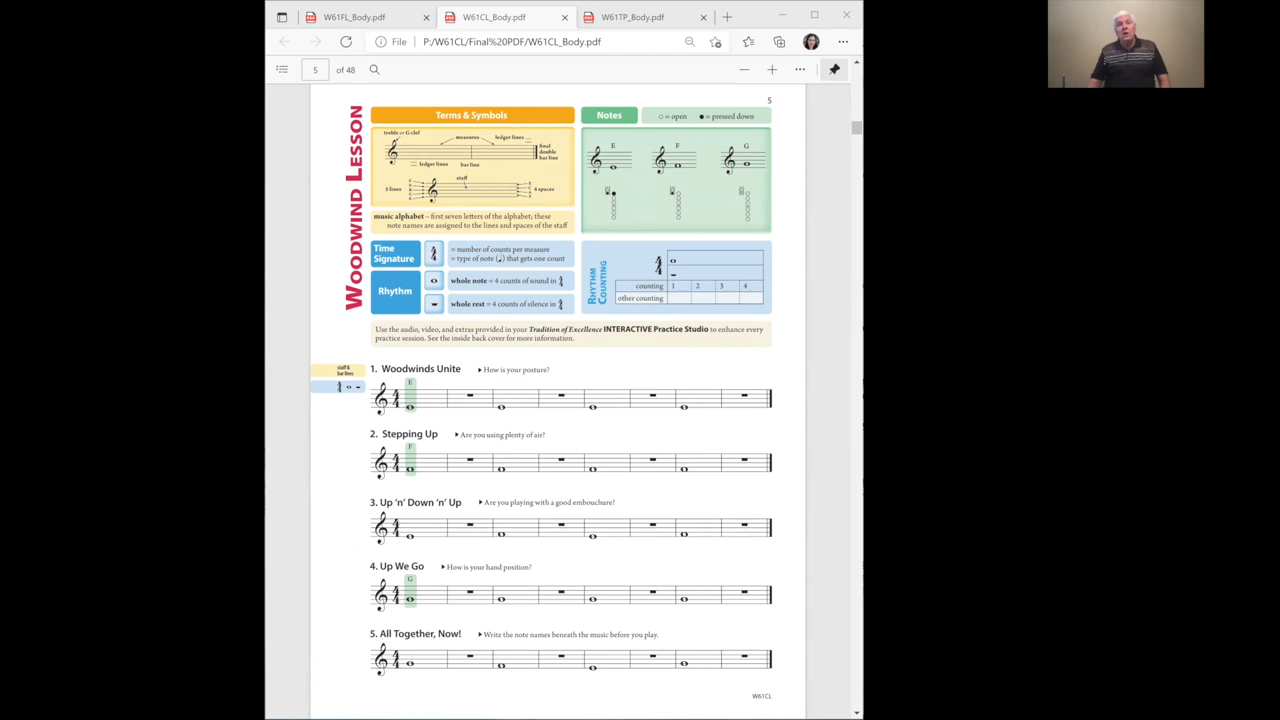 W61FL_Body.pdf
W61CL_Body.pdf
W61TP_Body.pdf
File P:/W61CL/Final%20PDF/W61CL_Body.pdf
5 of 48
5
WOODWIND LESSON
Terms & Symbols
treble or G clef
measures
ledger lines
final double bar line
ledger lines
bar line
staff
5 lines
4 spaces
music alphabet – first seven letters of the alphabet; these
note names are assigned to the lines and spaces of the staff
Notes
○ = open ● = pressed down
E F G
Time Signature
= number of counts per measure
= type of note (♩) that gets one count
Rhythm
whole note = 4 counts of sound in 4/4
whole rest = 4 counts of silence in 4/4
RHYTHM COUNTING
counting 1 2 3 4
other counting
Use the audio, video, and extras provided in your Tradition of Excellence INTERACTIVE Practice Studio to enhance every
practice session. See the inside back cover for more information.
staff &
bar lines
1. Woodwinds Unite How is your posture?
E
2. Stepping Up Are you using plenty of air?
F
3. Up ‘n’ Down ‘n’ Up Are you playing with a good embouchure?
4. Up We Go How is your hand position?
G
5. All Together, Now! Write the note names beneath the music before you play.
W61CL